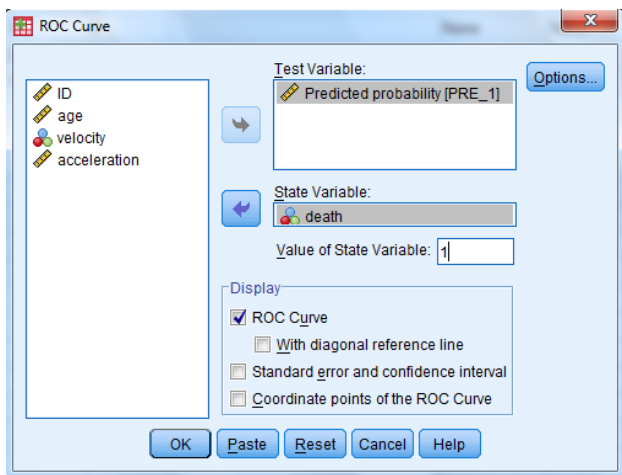 ROC Curve
ID
age
velocity
acceleration
Test Variable:
Predicted probability [PRE_1]
Options...
State Variable:
death
Value of State Variable: 1
Display
ROC Curve
With diagonal reference line
Standard error and confidence interval
Coordinate points of the ROC Curve
OK Paste Reset Cancel Help